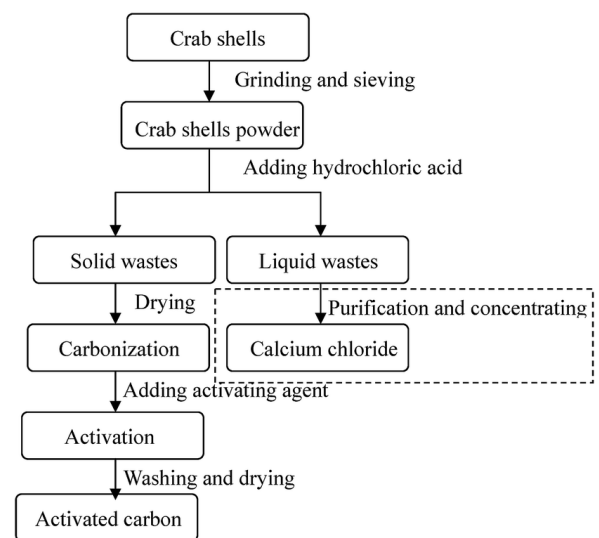 Crab shells
Grinding and sieving
Crab shells powder
Adding hydrochloric acid
Solid wastes
Liquid wastes
Drying
Purification and concentrating
Carbonization
Calcium chloride
Adding activating agent
Activation
Washing and drying
Activated carbon